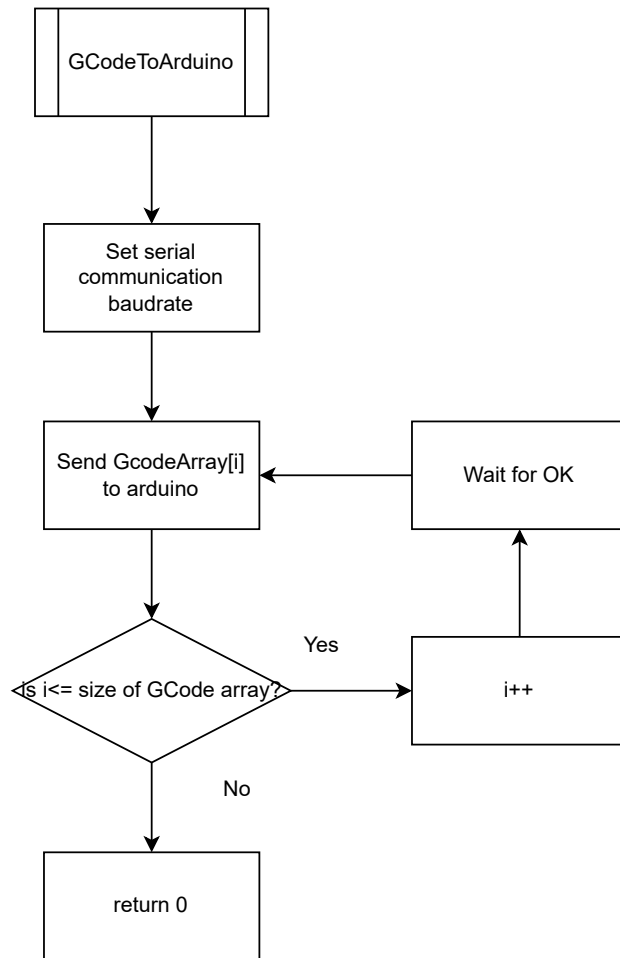 GCodeToArduino
Set serial
communication
baudrate
Send GcodeArray[i]
to arduino
Wait for OK
Yes
is i<= size of GCode array?
i++
No
return 0